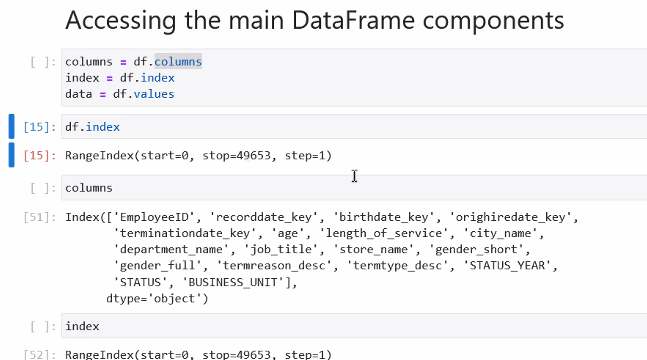 Accessing the main DataFrame components
[ ]: columns = df.columns
index = df.index
data = df.values
[15]: df.index
[15]: RangeIndex(start=0, stop=49653, step=1)
[ ]: columns
[51]: Index(['EmployeeID', 'recorddate_key', 'birthdate_key', 'orighiredate_key',
'terminationdate_key', 'age', 'length_of_service', 'city_name',
'department_name', 'job_title', 'store_name', 'gender_short',
'gender_full', 'termreason_desc', 'termtype_desc', 'STATUS_YEAR',
'STATUS', 'BUSINESS_UNIT'],
dtype='object')
[ ]: index
[52]: RangeIndex(start=0, stop=49653, step=1)